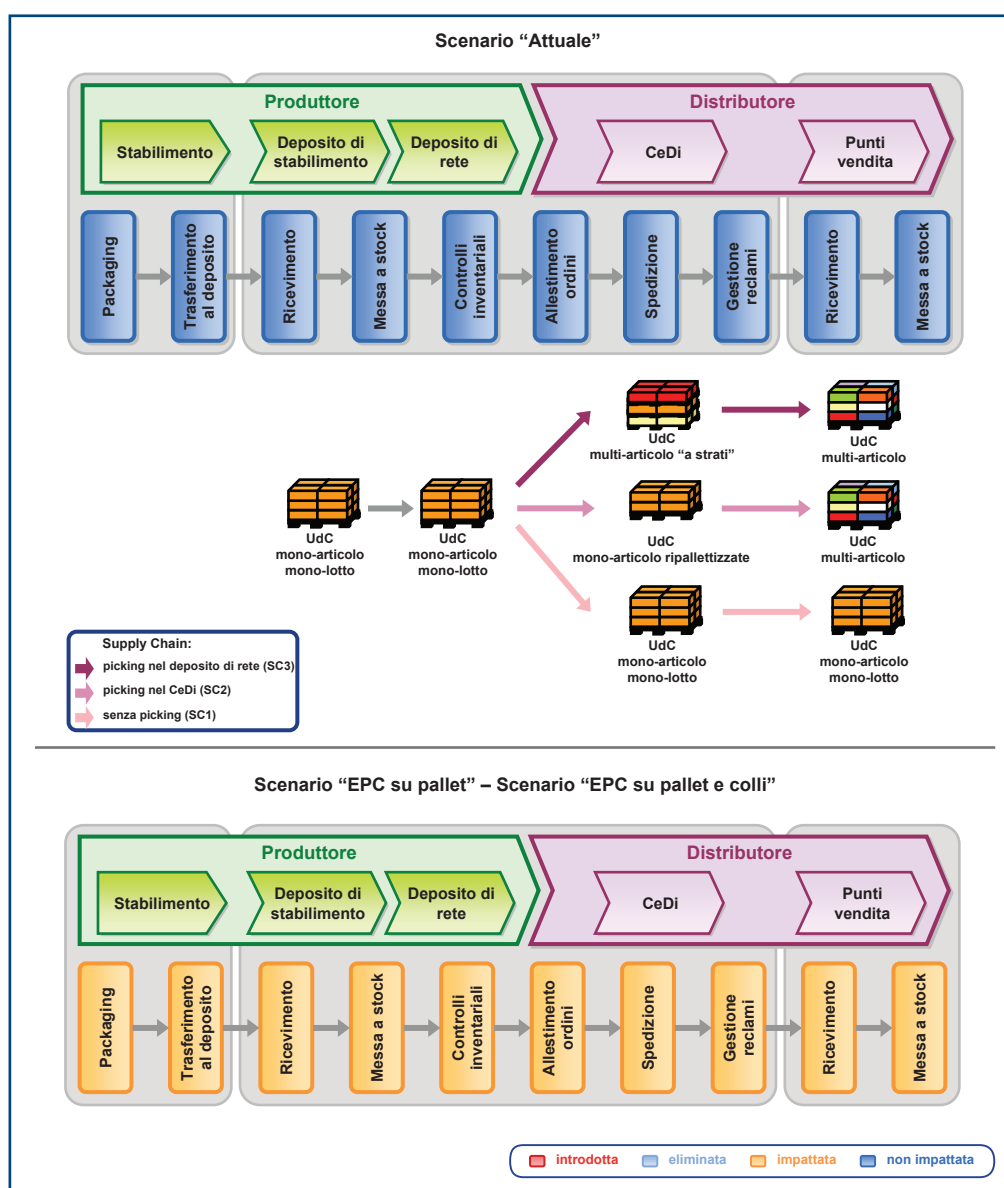 Scenario “Attuale”
Produttore
Distributore
Stabilimento
Deposito di
stabilimento
Deposito di
rete
CeDi
Punti
vendita
Packaging
Trasferimento
al deposito
Ricevimento
Messa a stock
Controlli
inventariali
Allestimento
ordini
Spedizione
Gestione
reclami
Ricevimento
Messa a stock
UdC
multi-articolo “a strati”
UdC
multi-articolo
UdC
mono-articolo
mono-lotto
UdC
mono-articolo
mono-lotto
UdC
mono-articolo ripallettizzate
UdC
multi-articolo
UdC
mono-articolo
mono-lotto
UdC
mono-articolo
mono-lotto
Supply Chain:
picking nel deposito di rete (SC3)
picking nel CeDi (SC2)
senza picking (SC1)
Scenario “EPC su pallet” – Scenario “EPC su pallet e colli”
Produttore
Distributore
Stabilimento
Deposito di
stabilimento
Deposito di
rete
CeDi
Punti
vendita
Packaging
Trasferimento
al deposito
Ricevimento
Messa a stock
Controlli
inventariali
Allestimento
ordini
Spedizione
Gestione
reclami
Ricevimento
Messa a stock
introdotta
eliminata
impattata
non impattata